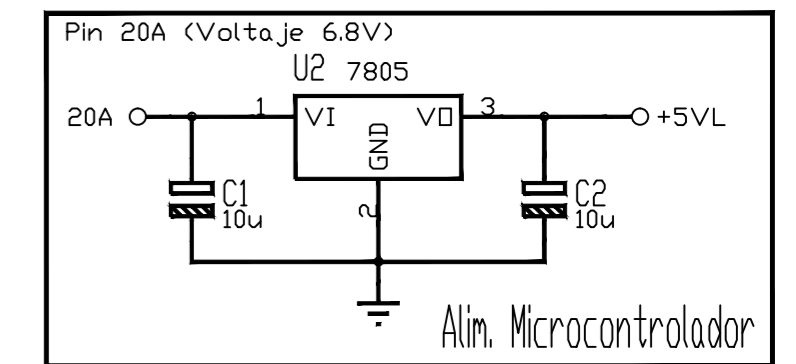 Pin 20A (Voltaje 6.8V)
U2 7805
20A
1
VI
VO
3
+5VL
GND
2
C1
10u
C2
10u
Alim. Microcontrolador